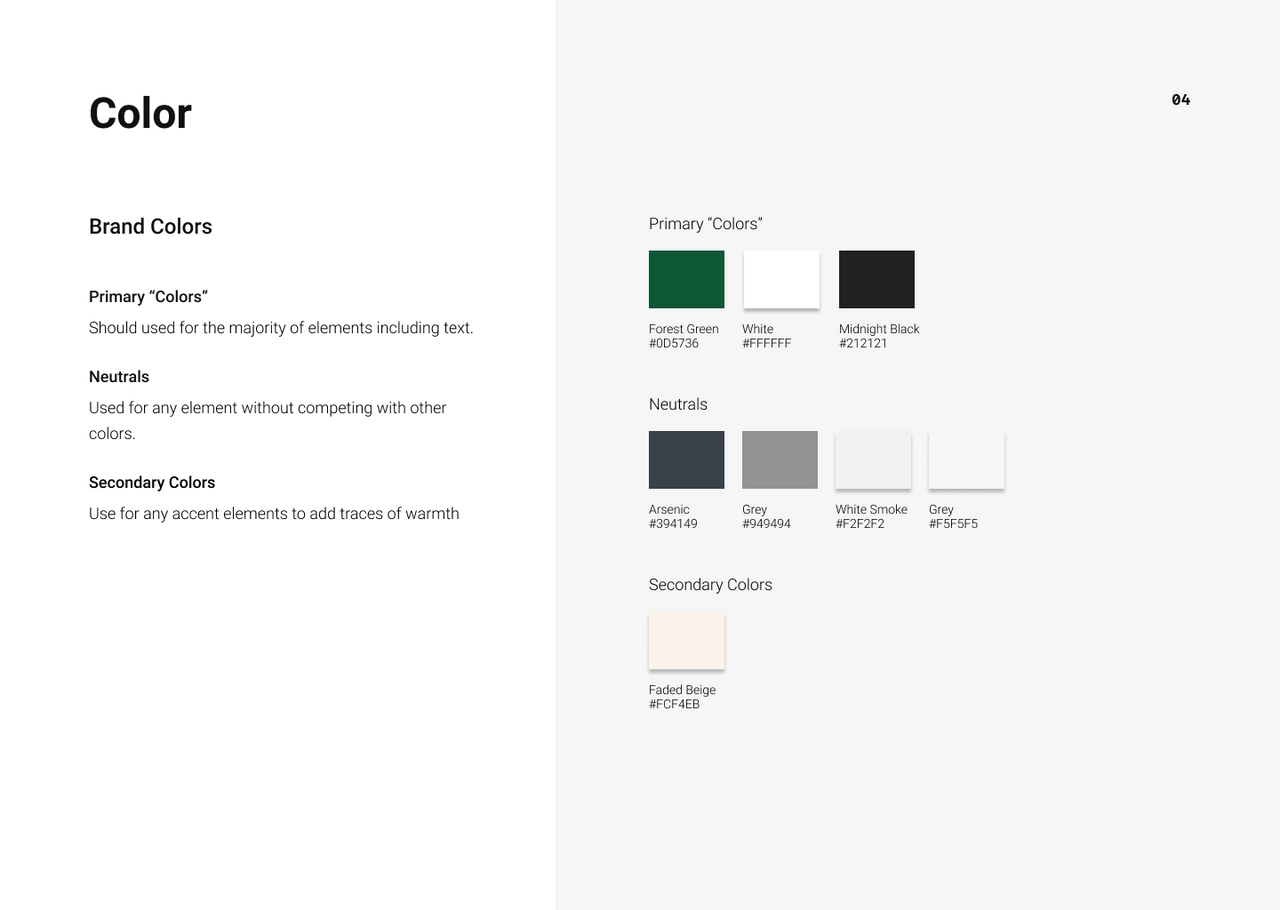 Color
04
Brand Colors
Primary “Colors”
Should used for the majority of elements including text.
Neutrals
Used for any element without competing with other
colors.
Secondary Colors
Use for any accent elements to add traces of warmth
Primary “Colors”
Forest Green
#0D5736
White
#FFFFFF
Midnight Black
#212121
Neutrals
Arsenic
#394149
Grey
#949494
White Smoke
#F2F2F2
Grey
#F5F5F5
Secondary Colors
Faded Beige
#FCF4EB